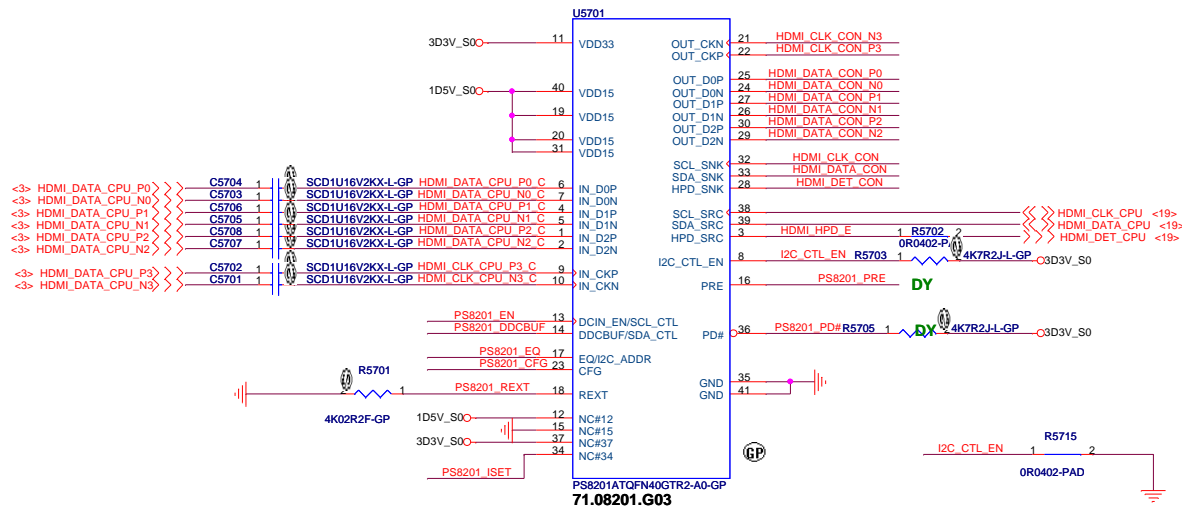 U5701
3D3V_S0 11 VDD33 OUT_CKN 21 HDMI_CLK_CON_N3
OUT_CKP 22 HDMI_CLK_CON_P3
1D5V_S0 40 VDD15 OUT_D0P 25 HDMI_DATA_CON_P0
OUT_D0N 24 HDMI_DATA_CON_N0
19 VDD15 OUT_D1P 27 HDMI_DATA_CON_P1
OUT_D1N 26 HDMI_DATA_CON_N1
20 VDD15 OUT_D2P 30 HDMI_DATA_CON_P2
31 VDD15 OUT_D2N 29 HDMI_DATA_CON_N2
SCL_SNK 32 HDMI_CLK_CON
SDA_SNK 33 HDMI_DATA_CON
HPD_SNK 28 HDMI_DET_CON
<3> HDMI_DATA_CPU_P0 C5704 1 SCD1U16V2KX-L-GP HDMI_DATA_CPU_P0_C 6 IN_D0P
<3> HDMI_DATA_CPU_N0 C5703 1 SCD1U16V2KX-L-GP HDMI_DATA_CPU_N0_C 7 IN_D0N
<3> HDMI_DATA_CPU_P1 C5706 1 SCD1U16V2KX-L-GP HDMI_DATA_CPU_P1_C 4 IN_D1P SCL_SRC 38 HDMI_CLK_CPU <19>
<3> HDMI_DATA_CPU_N1 C5705 1 SCD1U16V2KX-L-GP HDMI_DATA_CPU_N1_C 5 IN_D1N SDA_SRC 39 HDMI_DATA_CPU <19>
<3> HDMI_DATA_CPU_P2 C5708 1 SCD1U16V2KX-L-GP HDMI_DATA_CPU_P2_C 1 IN_D2P HPD_SRC 3 HDMI_HPD_E 1 R5702 2 HDMI_DET_CPU <19>
<3> HDMI_DATA_CPU_N2 C5707 1 SCD1U16V2KX-L-GP HDMI_DATA_CPU_N2_C 2 IN_D2N 0R0402-PAD
I2C_CTL_EN 8 I2C_CTL_EN R5703 1 2 4K7R2J-L-GP 3D3V_S0
<3> HDMI_DATA_CPU_P3 C5702 1 SCD1U16V2KX-L-GP HDMI_CLK_CPU_P3_C 9 IN_CKP
<3> HDMI_DATA_CPU_N3 C5701 1 SCD1U16V2KX-L-GP HDMI_CLK_CPU_N3_C 10 IN_CKN PRE 16 PS8201_PRE DY
PS8201_EN 13 DCIN_EN/SCL_CTL
PS8201_DDCBUF 14 DDCBUF/SDA_CTL PD# 36 PS8201_PD# R5705 1 DY 2 4K7R2J-L-GP 3D3V_S0
PS8201_EQ 17 EQ/I2C_ADDR
PS8201_CFG 23 CFG
GND 35
R5701
2 1 PS8201_REXT 18 REXT GND 41
4K02R2F-GP
1D5V_S0 12 NC#12
15 NC#15
3D3V_S0 37 NC#37
34 NC#34
PS8201_ISET
GP
I2C_CTL_EN 1 R5715 2
0R0402-PAD
PS8201ATQFN40GTR2-A0-GP
71.08201.G03